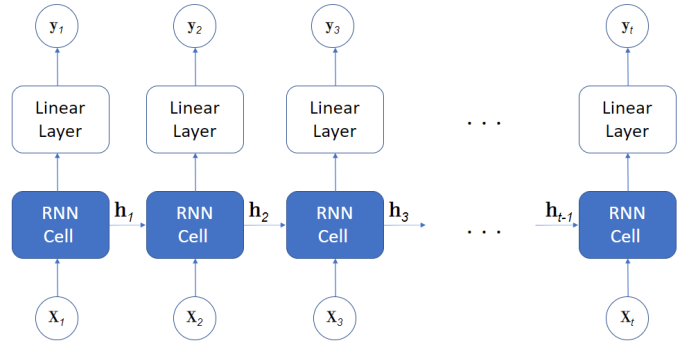 y1 y2 y3 yt
Linear Layer Linear Layer Linear Layer . . . Linear Layer
RNN Cell h1 RNN Cell h2 RNN Cell h3 . . . ht-1 RNN Cell
x1 x2 x3 xt